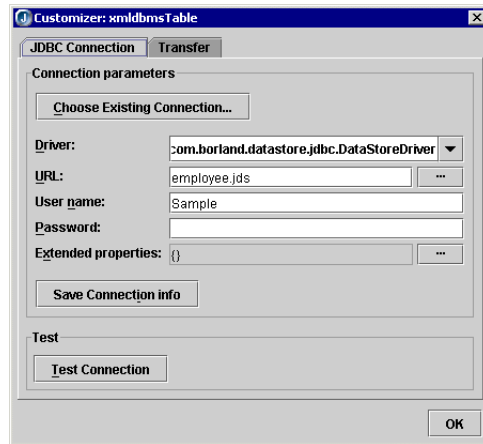 Customizer: xmldbmsTable
JDBC Connection Transfer
Connection parameters
Choose Existing Connection...
Driver: com.borland.datastore.jdbc.DataStoreDriver
URL: employee.jds ...
User name: Sample
Password:
Extended properties: {} ...
Save Connection info
Test
Test Connection
OK